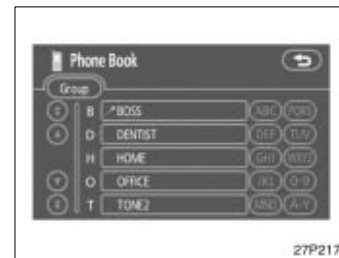 Phone Book
Group
B ↗BOSS ABC PQRS
D DENTIST DEF TUV
H HOME GHI WXYZ
O OFFICE JKL 0-9
T TONE2 MNO A-Y
27P217